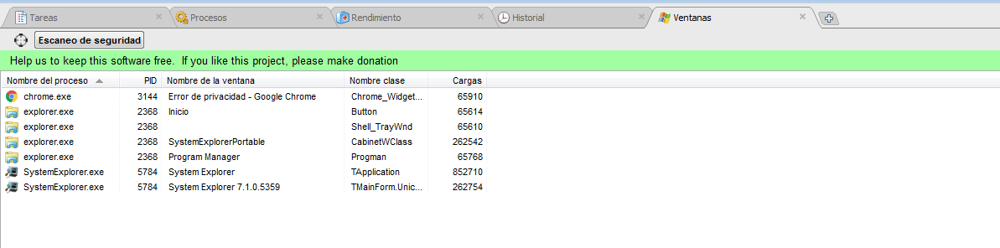 Tareas Procesos Rendimiento Historial Ventanas
Escaneo de seguridad
Help us to keep this software free. If you like this project, please make donation
Nombre del proceso PID Nombre de la ventana Nombre clase Cargas
chrome.exe 3144 Error de privacidad - Google Chrome Chrome_Widget... 65910
explorer.exe 2368 Inicio Button 65614
explorer.exe 2368 Shell_TrayWnd 65610
explorer.exe 2368 SystemExplorerPortable CabinetWClass 262542
explorer.exe 2368 Program Manager Progman 65768
SystemExplorer.exe 5784 System Explorer TApplication 852710
SystemExplorer.exe 5784 System Explorer 7.1.0.5359 TMainForm.Unic... 262754